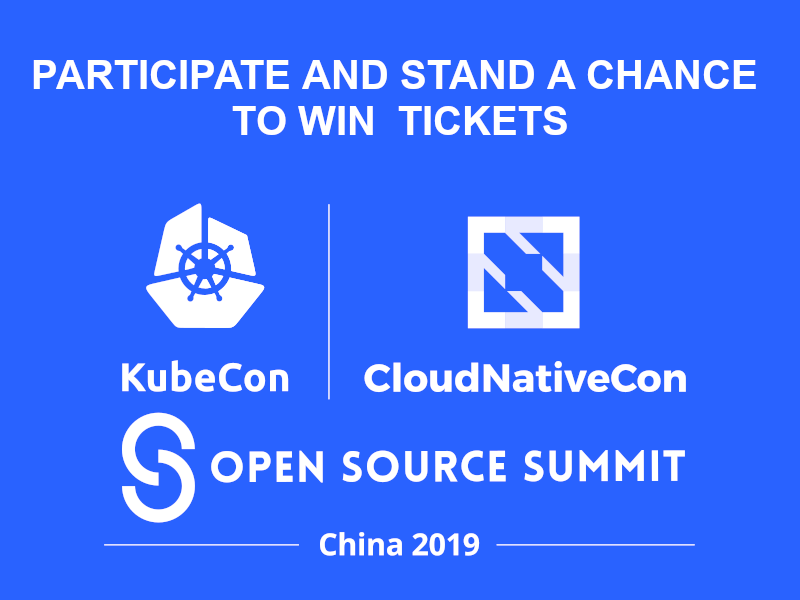 PARTICIPATE AND STAND A CHANCE
TO WIN TICKETS
KubeCon
CloudNativeCon
OPEN SOURCE SUMMIT
China 2019